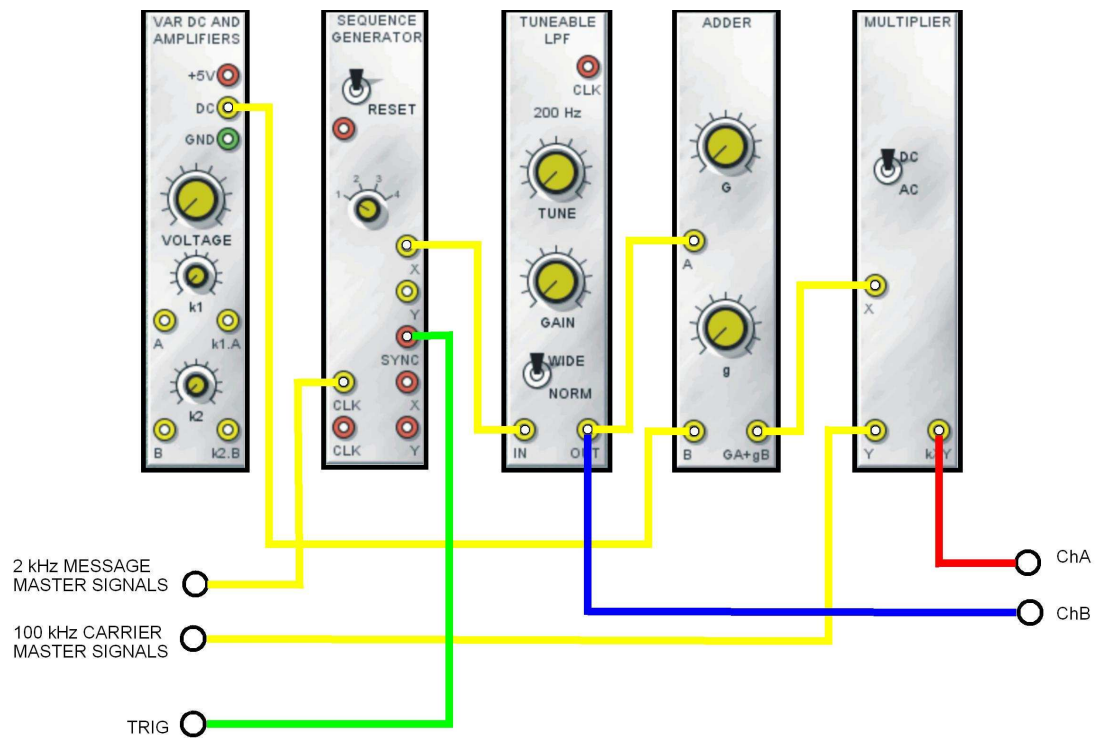 VAR DC AND
AMPLIFIERS
+5V
DC
GND
VOLTAGE
k1
A
k1.A
k2
B
k2.B
SEQUENCE
GENERATOR
RESET
1
2
3
4
X
Y
SYNC
CLK
X
CLK
Y
TUNEABLE
LPF
CLK
200 Hz
TUNE
GAIN
WIDE
NORM
IN
OUT
ADDER
G
A
g
B
GA+gB
MULTIPLIER
DC
AC
X
Y
kXY
2 kHz MESSAGE
MASTER SIGNALS
100 kHz CARRIER
MASTER SIGNALS
TRIG
ChA
ChB